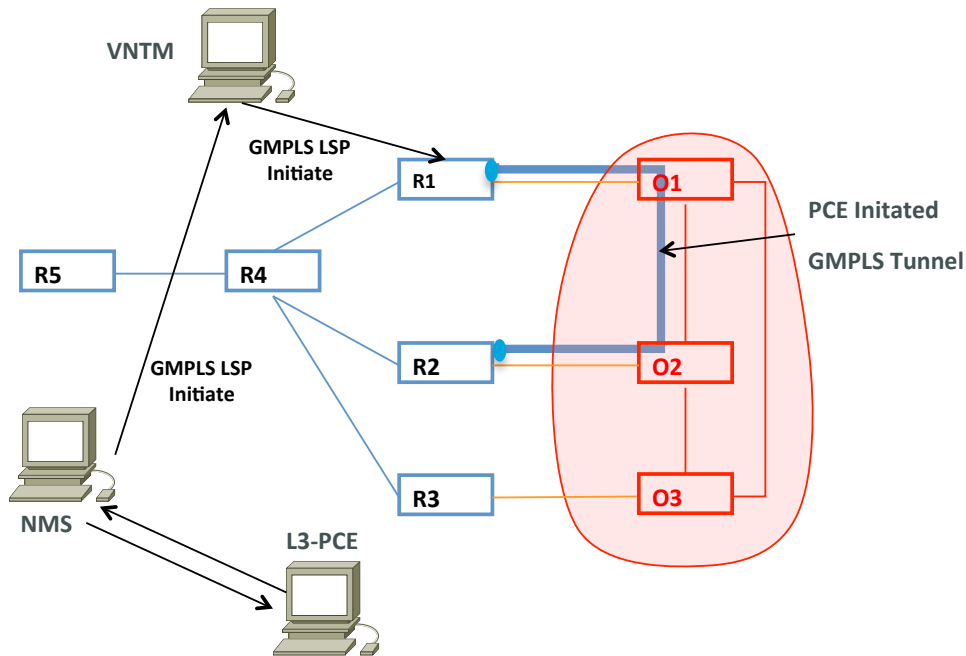 VNTM
GMPLS LSP
Initiate
R1
O1
PCE Initated
GMPLS Tunnel
R5
R4
R2
O2
GMPLS LSP
Initiate
R3
O3
NMS
L3-PCE